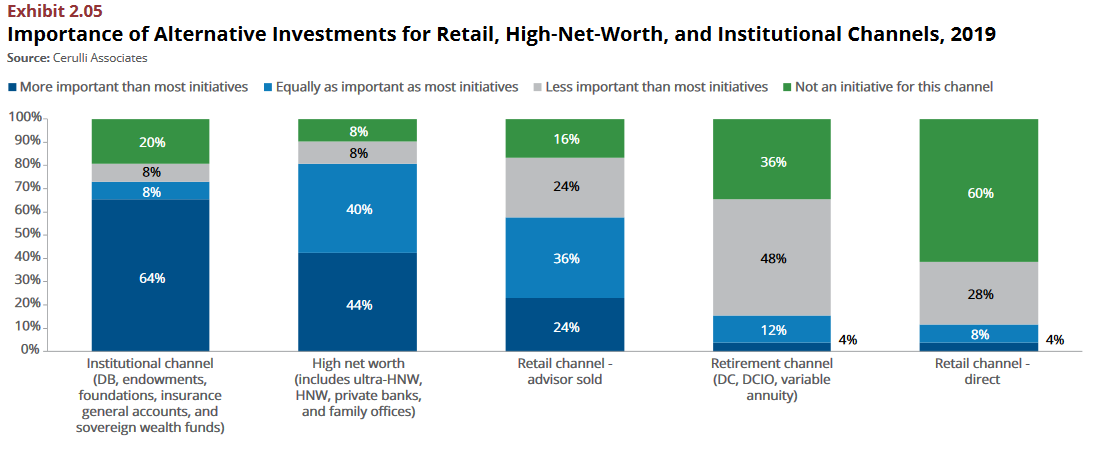 Exhibit 2.05
Importance of Alternative Investments for Retail, High-Net-Worth, and Institutional Channels, 2019
Source: Cerulli Associates
More important than most initiatives Equally as important as most initiatives Less important than most initiatives Not an initiative for this channel
100%
90%
80%
70%
60%
50%
40%
30%
20%
10%
0%
20%
8%
8%
64%
8%
8%
40%
44%
16%
24%
36%
24%
36%
48%
12%
4%
60%
28%
8%
4%
Institutional channel
(DB, endowments,
foundations, insurance
general accounts, and
sovereign wealth funds)
High net worth
(includes ultra-HNW,
HNW, private banks,
and family offices)
Retail channel -
advisor sold
Retirement channel
(DC, DCIO, variable
annuity)
Retail channel -
direct